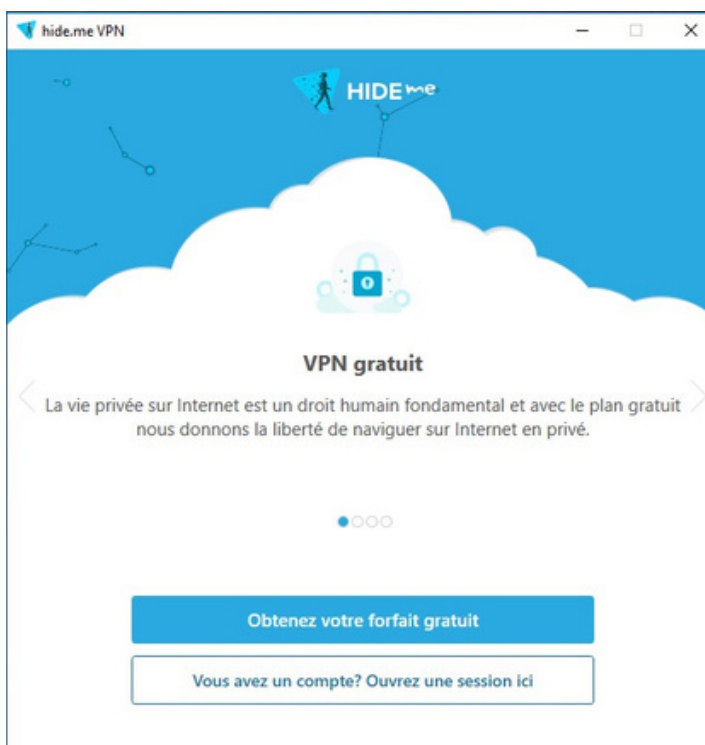 hide.me VPN
HIDE me
VPN gratuit
La vie privée sur Internet est un droit humain fondamental et avec le plan gratuit
nous donnons la liberté de naviguer sur Internet en privé.
Obtenez votre forfait gratuit
Vous avez un compte? Ouvrez une session ici